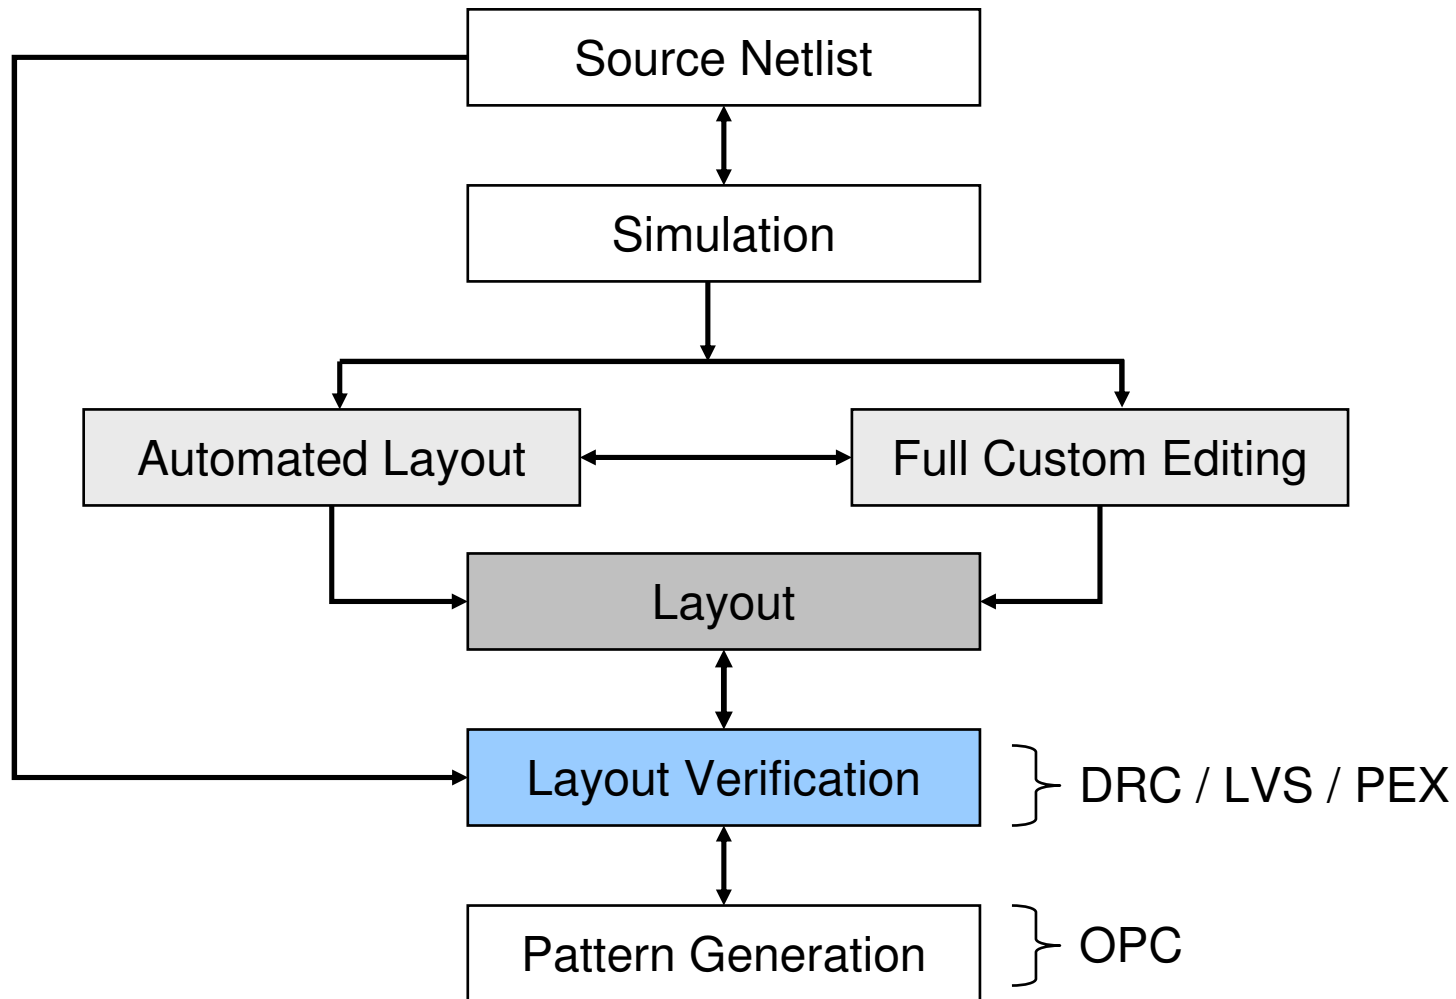 Source Netlist
Simulation
Automated Layout
Full Custom Editing
Layout
Layout Verification
DRC / LVS / PEX
Pattern Generation
OPC